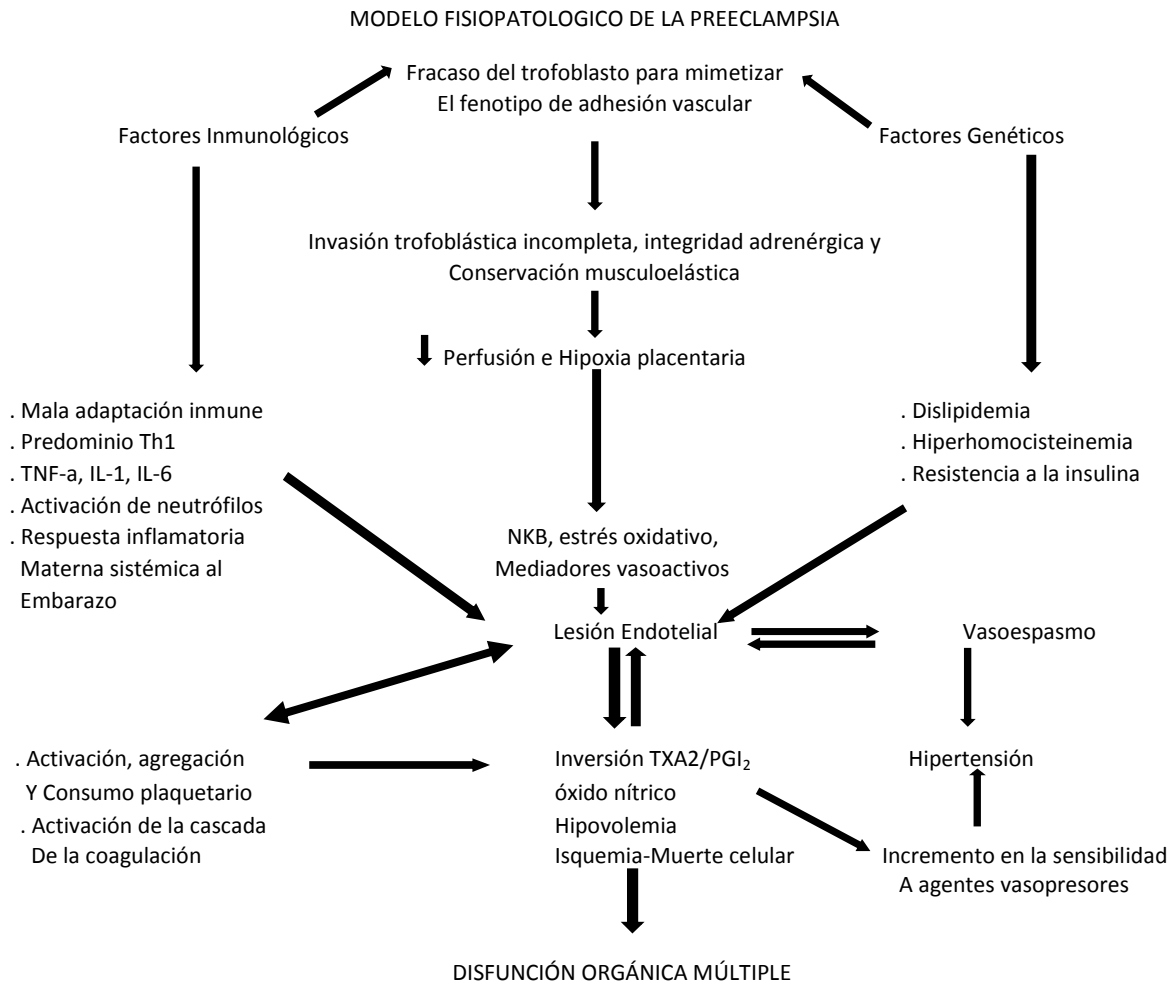 MODELO FISIOPATOLOGICO DE LA PREECLAMPSIA
Fracaso del trofoblasto para mimetizar
El fenotipo de adhesión vascular
Factores Inmunológicos
Factores Genéticos
Invasión trofoblástica incompleta, integridad adrenérgica y
Conservación musculoelástica
Perfusión e Hipoxia placentaria
. Mala adaptación inmune
. Predominio Th1
. TNF-a, IL-1, IL-6
. Activación de neutrófilos
. Respuesta inflamatoria
Materna sistémica al
Embarazo
. Dislipidemia
. Hiperhomocisteinemia
. Resistencia a la insulina
NKB, estrés oxidativo,
Mediadores vasoactivos
Lesión Endotelial
Vasoespasmo
. Activación, agregación
Y Consumo plaquetario
. Activación de la cascada
De la coagulación
Inversión TXA2/PGI₂
óxido nítrico
Hipovolemia
Isquemia-Muerte celular
Hipertensión
Incremento en la sensibilidad
A agentes vasopresores
DISFUNCIÓN ORGÁNICA MÚLTIPLE